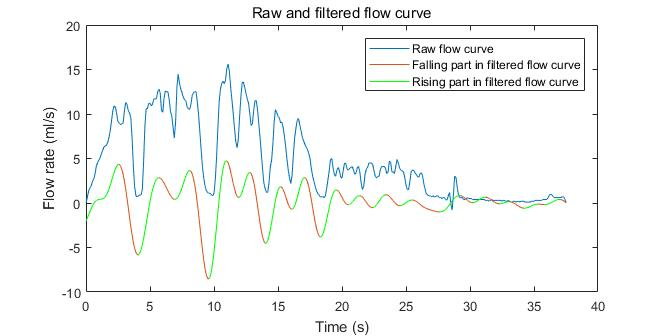 Raw and filtered flow curve
Raw flow curve
Falling part in filtered flow curve
Rising part in filtered flow curve
Flow rate (ml/s)
20
15
10
5
0
-5
-10
0 5 10 15 20 25 30 35 40
Time (s)